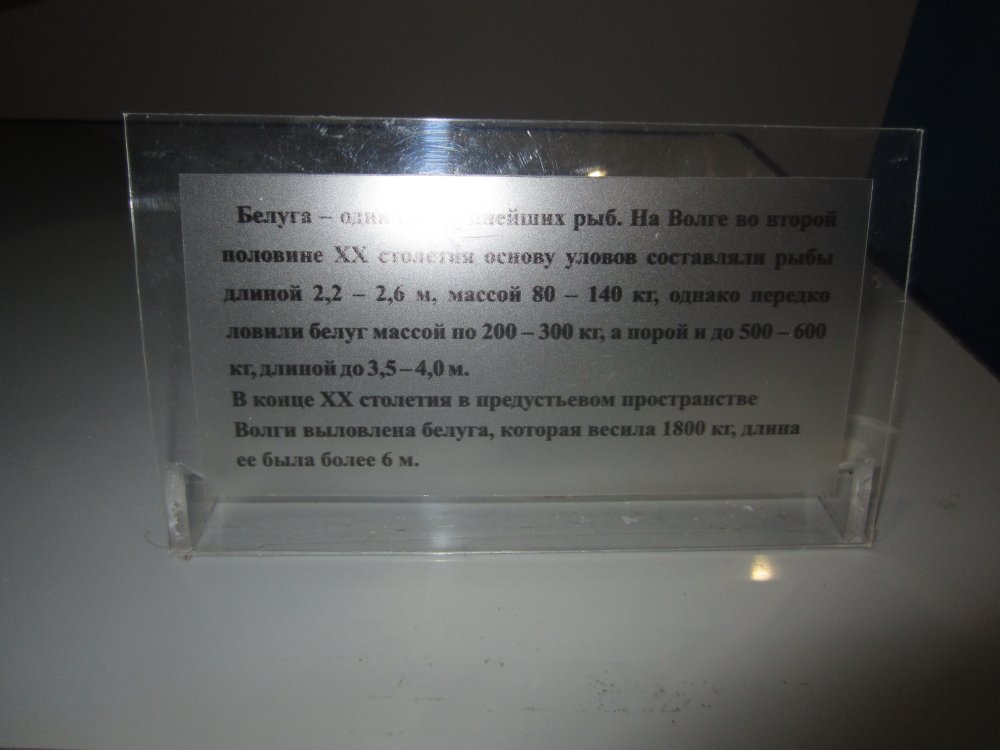 Белуга – одна рыб. На Волге во второй
половине XX столетия основу уловов составляли рыбы
длиной 2,2 – 2,6 м, массой 80 – 140 кг, однако нередко
ловили белуг массой по 200 – 300 кг, а порой и до 500 – 600
кг, длиной до 3,5 – 4,0 м.
В конце XX столетия в предустьевом пространстве
Волги выловлена белуга, которая весила 1800 кг, длина
ее была более 6 м.